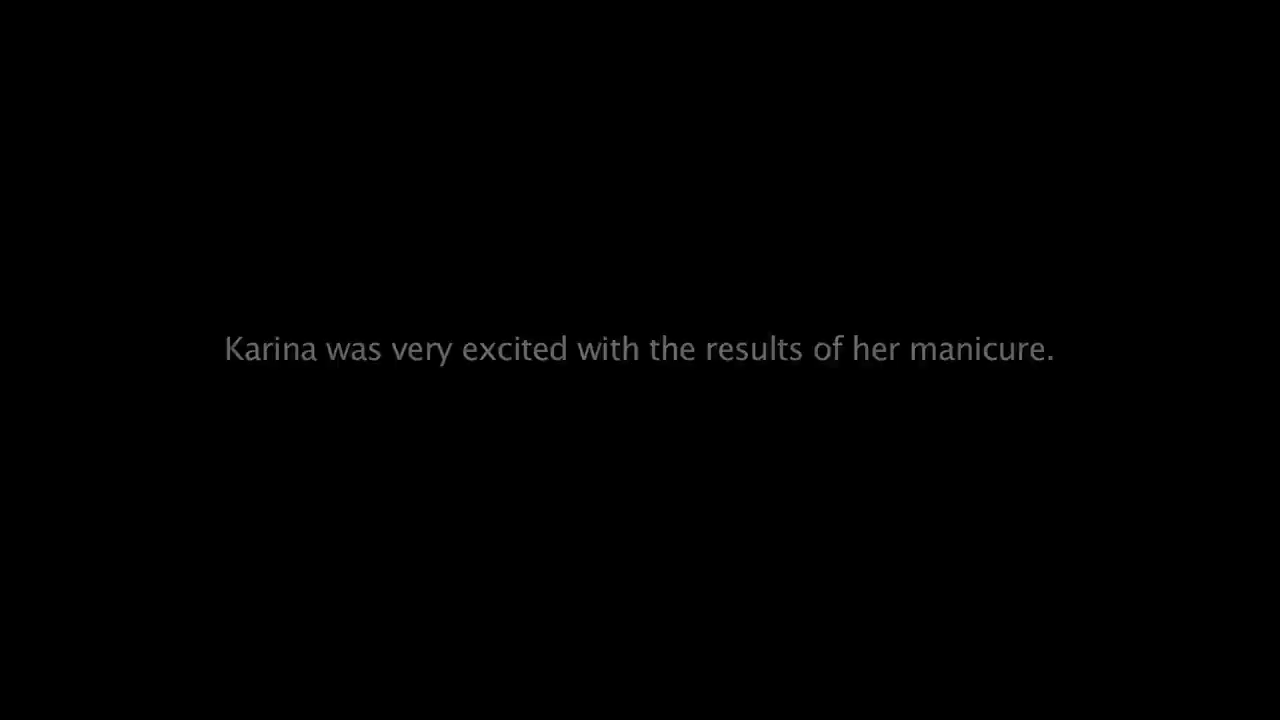 Karina was very excited with the results of her manicure.